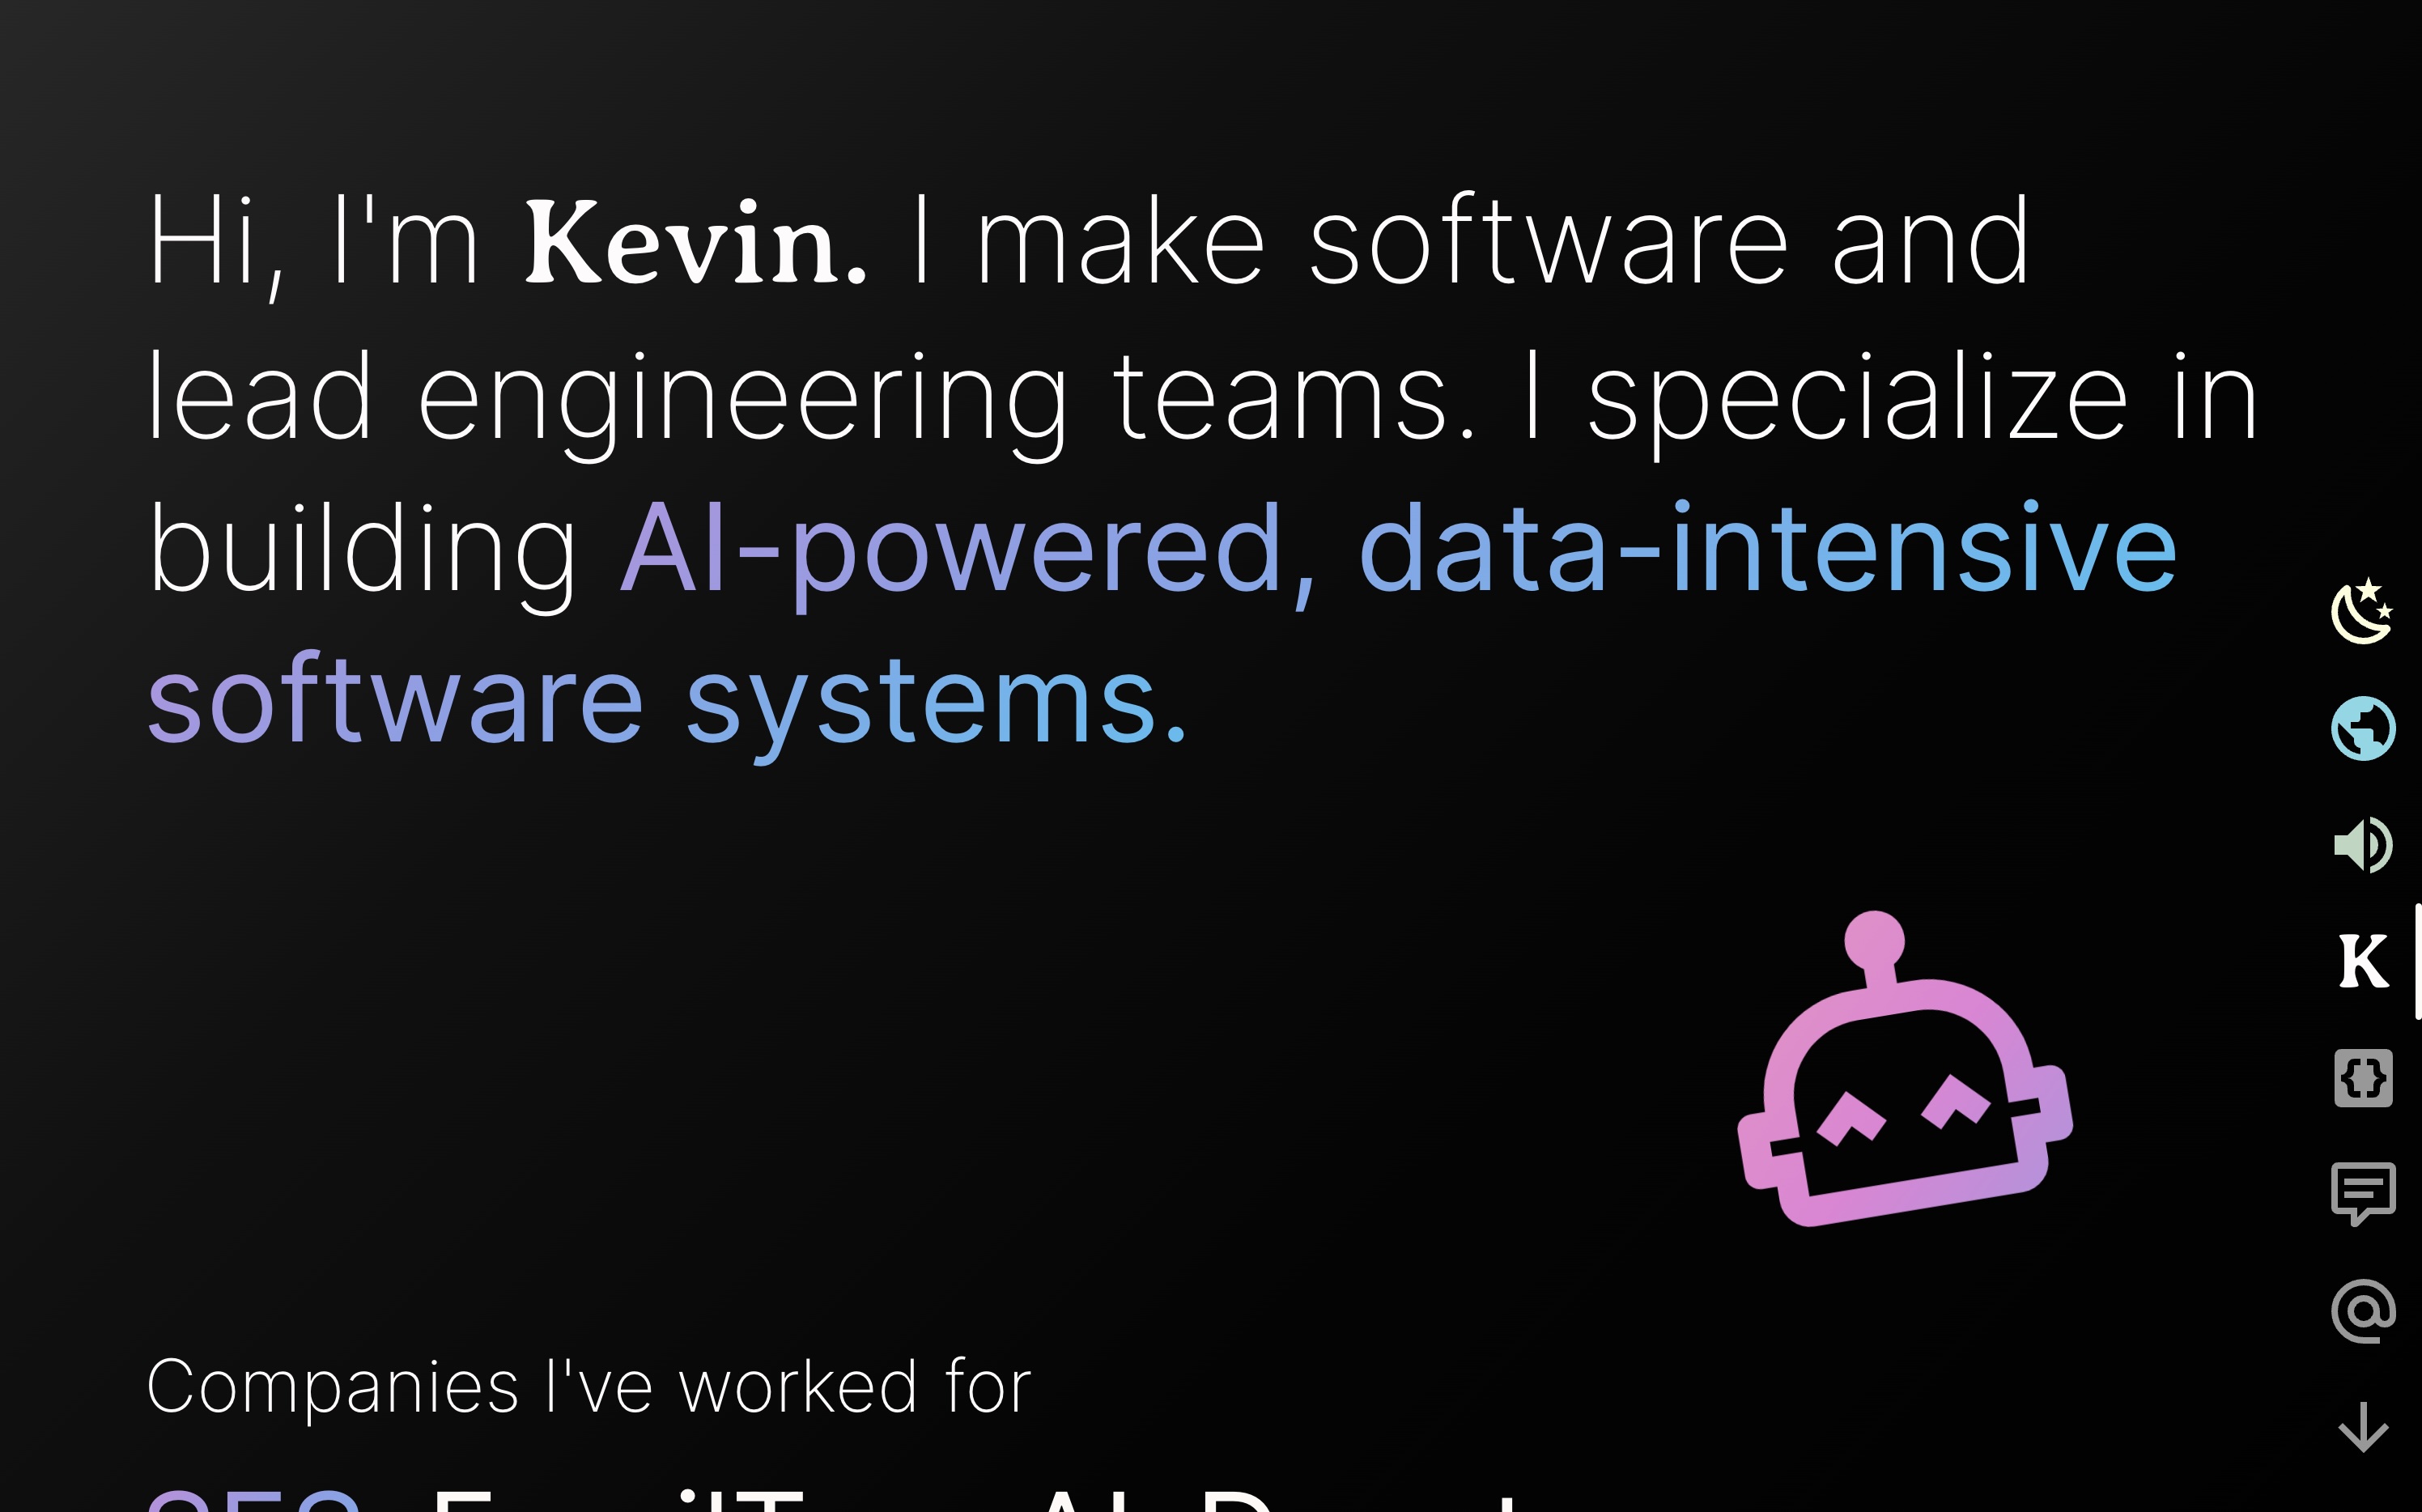 Hi, I'm Kevin. I make software and
lead engineering teams. I specialize in
building AI-powered, data-intensive
software systems.
K
Companies I've worked for